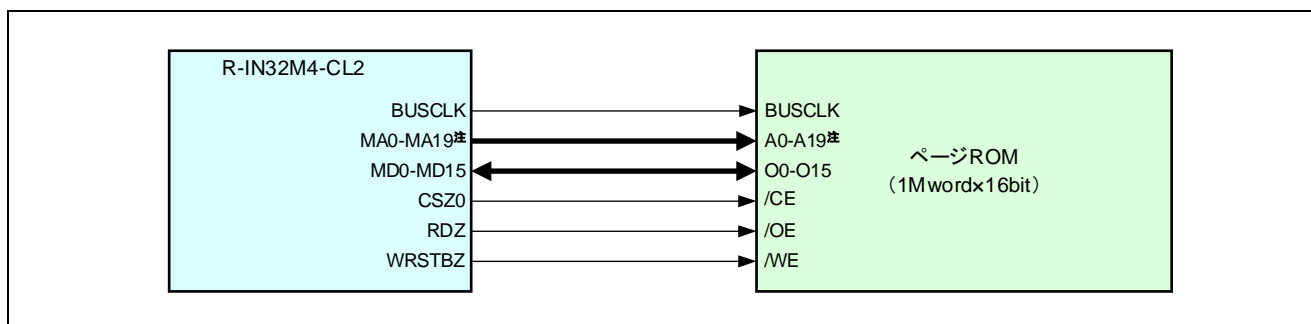 R-IN32M4-CL2
BUSCLK
MA0-MA19注
MD0-MD15
CSZ0
RDZ
WRSTBZ
BUSCLK
A0-A19注
O0-O15
/CE
/OE
/WE
ページROM
（1Mword×16bit）